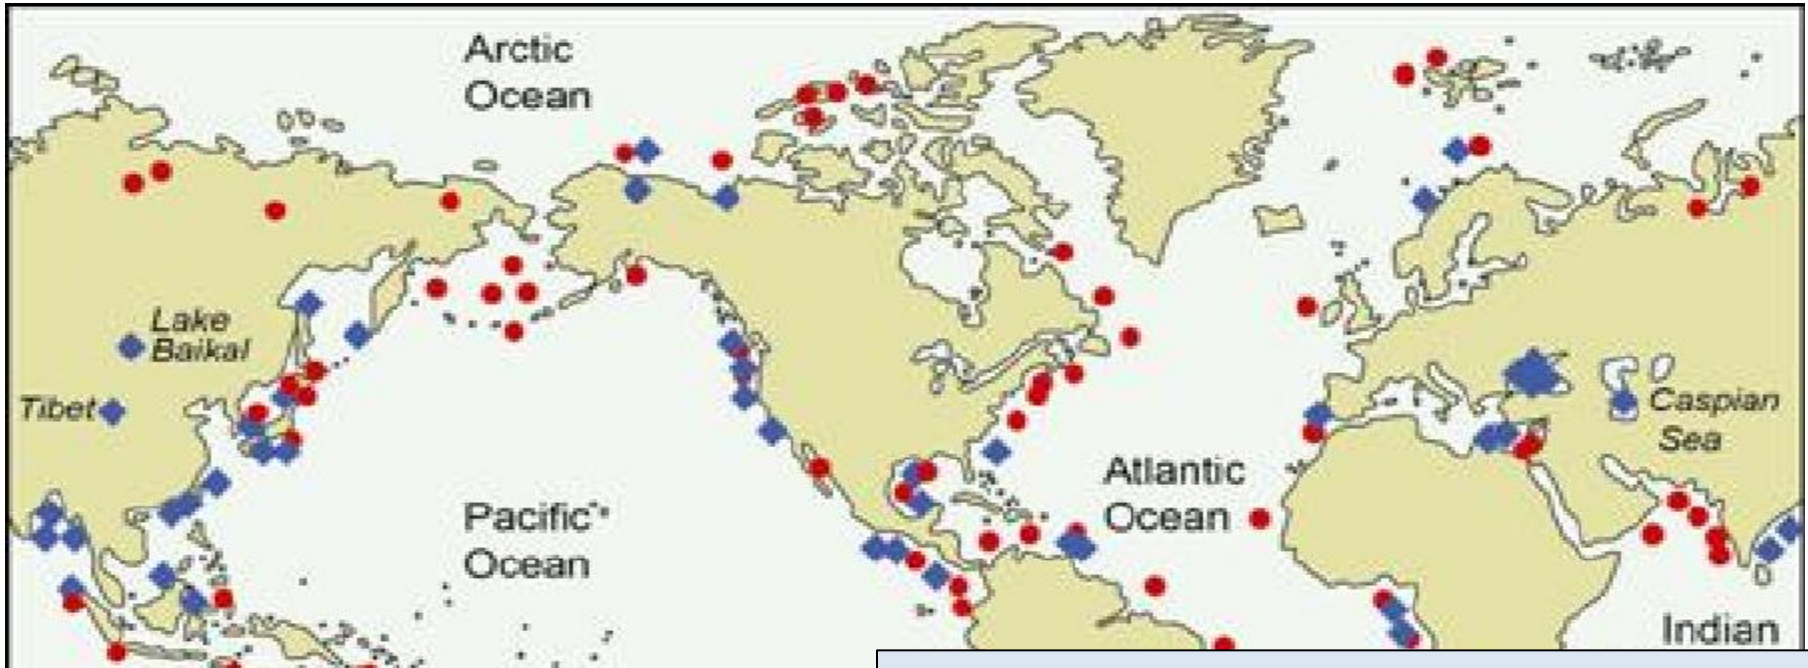 Arctic
Ocean
Lake
Baikal
Tibet
Pacific
Ocean
Atlantic
Ocean
Caspian
Sea
Indian